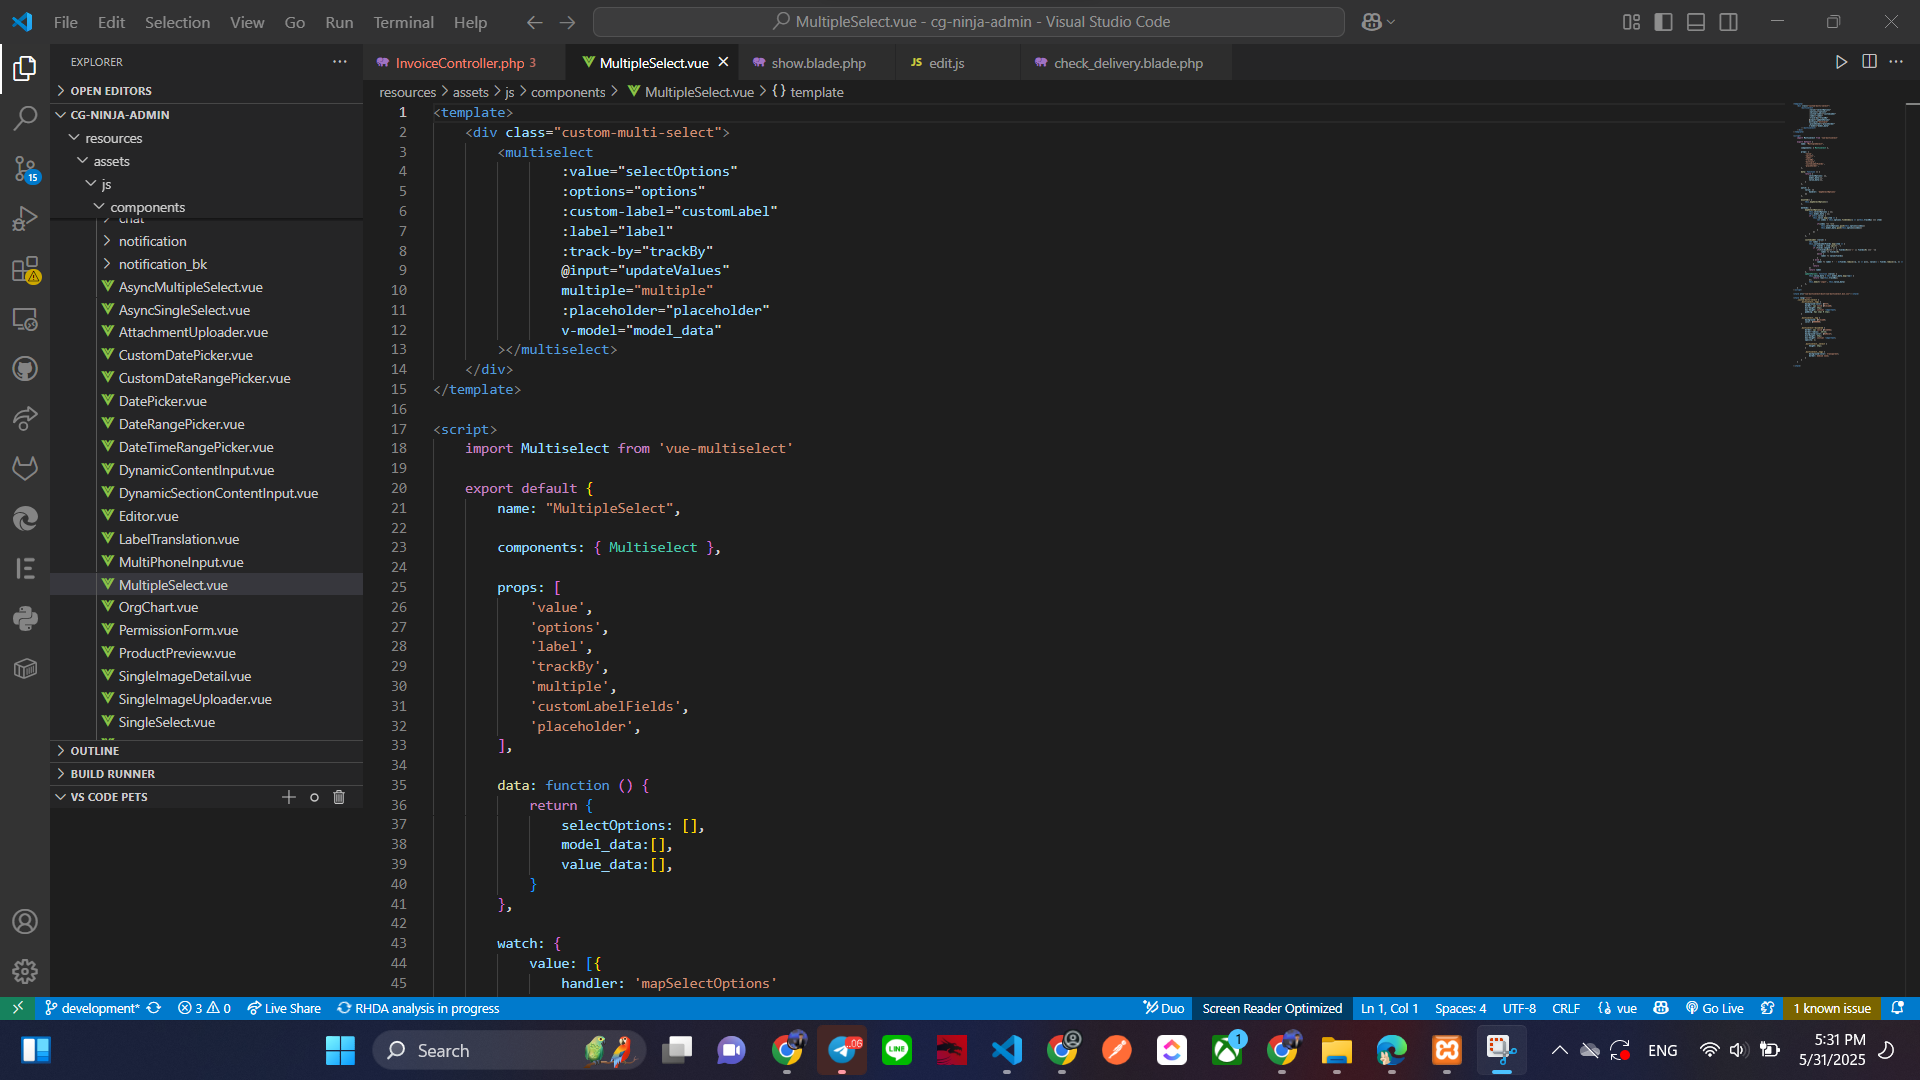 File Edit Selection View Go Run Terminal Help
MultipleSelect.vue - cg-ninja-admin - Visual Studio Code
EXPLORER
OPEN EDITORS
CG-NINJA-ADMIN
resources
assets
js
components
chat
notification
notification_bk
AsyncMultipleSelect.vue
AsyncSingleSelect.vue
AttachmentUploader.vue
CustomDatePicker.vue
CustomDateRangePicker.vue
DatePicker.vue
DateRangePicker.vue
DateTimeRangePicker.vue
DynamicContentInput.vue
DynamicSectionContentInput.vue
Editor.vue
LabelTranslation.vue
MultiPhoneInput.vue
MultipleSelect.vue
OrgChart.vue
PermissionForm.vue
ProductPreview.vue
SingleImageDetail.vue
SingleImageUploader.vue
SingleSelect.vue
OUTLINE
BUILD RUNNER
VS CODE PETS
15
InvoiceController.php 3
MultipleSelect.vue
show.blade.php
JS edit.js
check_delivery.blade.php
resources > assets > js > components > MultipleSelect.vue > {} template
1 <template>
2 <div class="custom-multi-select">
3 <multiselect
4 :value="selectOptions"
5 :options="options"
6 :custom-label="customLabel"
7 :label="label"
8 :track-by="trackBy"
9 @input="updateValues"
10 multiple="multiple"
11 :placeholder="placeholder"
12 v-model="model_data"
13 ></multiselect>
14 </div>
15 </template>
16
17 <script>
18 import Multiselect from 'vue-multiselect'
19
20 export default {
21 name: "MultipleSelect",
22
23 components: { Multiselect },
24
25 props: [
26 'value',
27 'options',
28 'label',
29 'trackBy',
30 'multiple',
31 'customLabelFields',
32 'placeholder',
33 ],
34
35 data: function () {
36 return {
37 selectOptions: [],
38 model_data:[],
39 value_data:[],
40 }
41 },
42
43 watch: {
44 value: [{
45 handler: 'mapSelectOptions'
development* 3 0 Live Share RHDA analysis in progress
Duo Screen Reader Optimized Ln 1, Col 1 Spaces: 4 UTF-8 CRLF {} vue Go Live 1 known issue
Search
.06
LINE
1
ENG
5:31 PM
5/31/2025